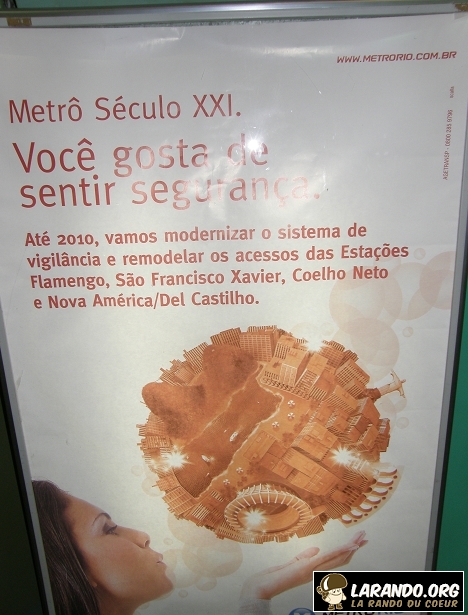 WWW.METRORIO.COM.BR
Metrô Século XXI.
Você gosta de
sentir segurança.
Até 2010, vamos modernizar o sistema de
vigilância e remodelar os acessos das Estações
Flamengo, São Francisco Xavier, Coelho Neto
e Nova América/Del Castilho.
LARANDO.ORG
LA RANDO DU COEUR